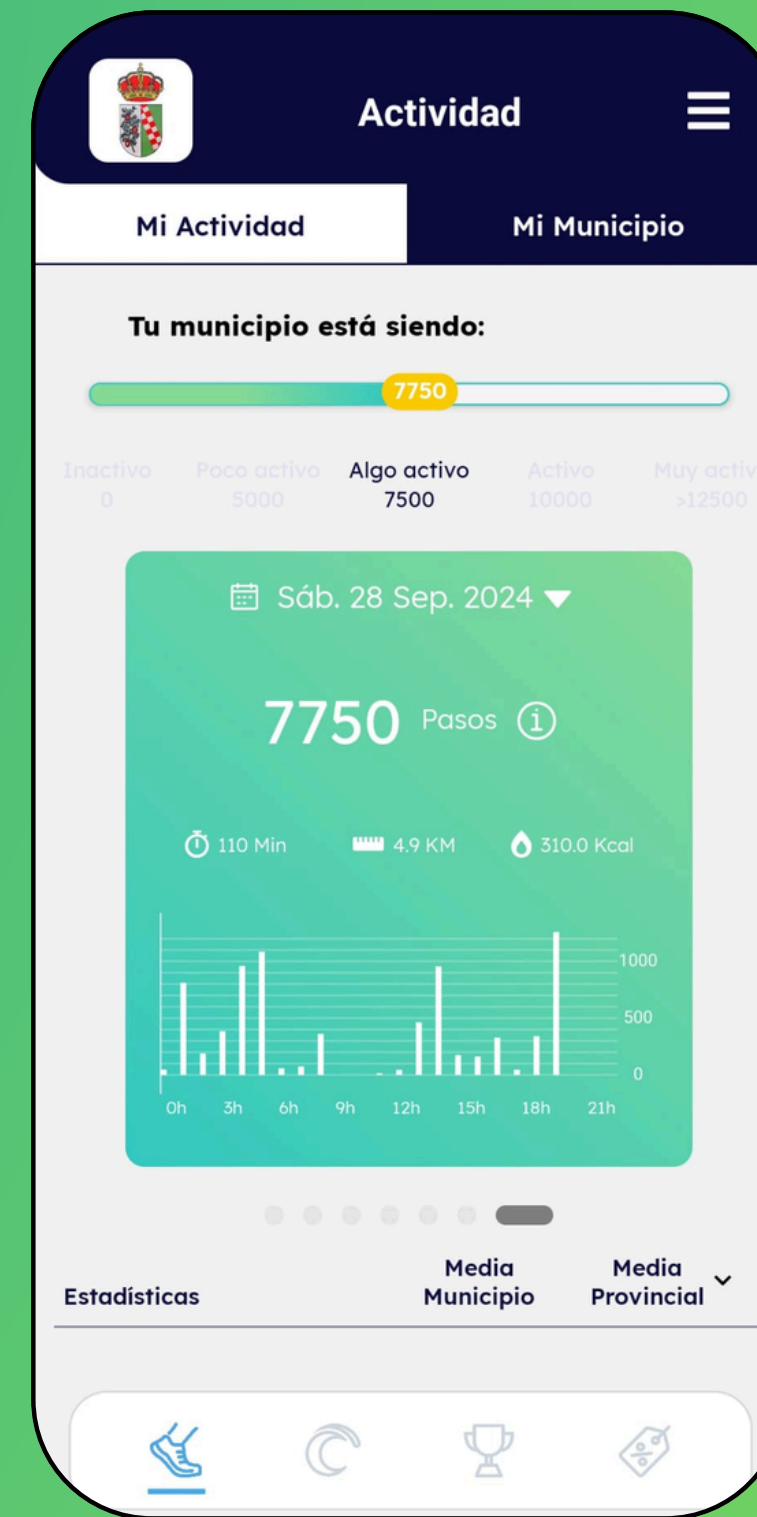 Actividad
Mi Actividad Mi Municipio
Tu municipio está siendo:
7750
Inactivo Poco activo Algo activo Activo Muy activ
0 5000 7500 10000 >12500
Sáb. 28 Sep. 2024
7750 Pasos
110 Min 4.9 KM 310.0 Kcal
1000
500
0
0h 3h 6h 9h 12h 15h 18h 21h
Estadísticas Media Municipio Media Provincial